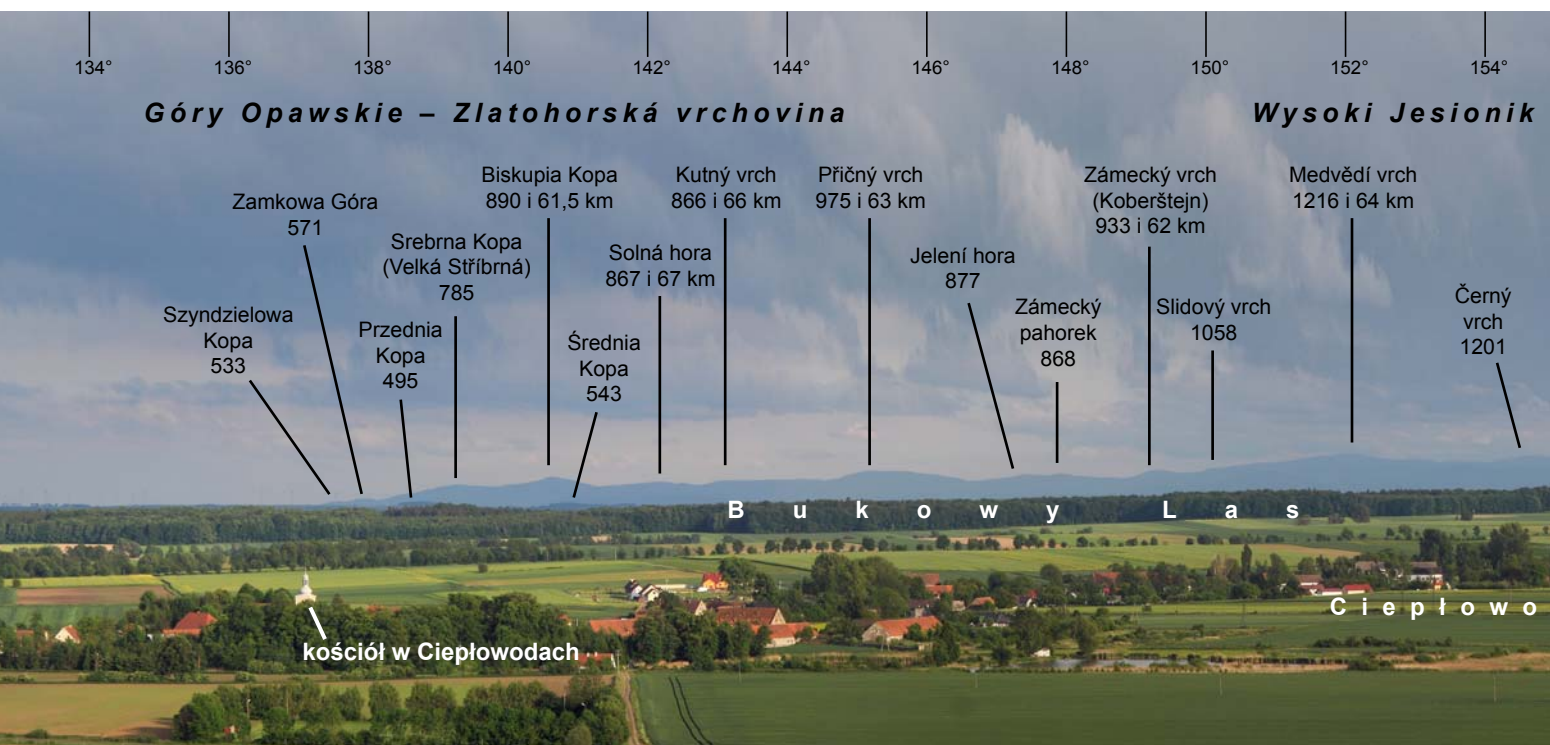 134°
136°
138°
140°
142°
144°
146°
148°
150°
152°
154°
Góry Opawskie – Zlatohorská vrchovina
Wysoki Jesionik
Szyndzielowa
Kopa
533
Zamkowa Góra
571
Przednia
Kopa
495
Srebrna Kopa
(Velká Stříbrná)
785
Biskupia Kopa
890 i 61,5 km
Średnia
Kopa
543
Solná hora
867 i 67 km
Kutný vrch
866 i 66 km
Přičný vrch
975 i 63 km
Jelení hora
877
Zámecký
pahorek
868
Zámecký vrch
(Koberštejn)
933 i 62 km
Slidový vrch
1058
Medvědí vrch
1216 i 64 km
Černý
vrch
1201
Bukowy Las
Ciepłowo
kościół w Ciepłowodach